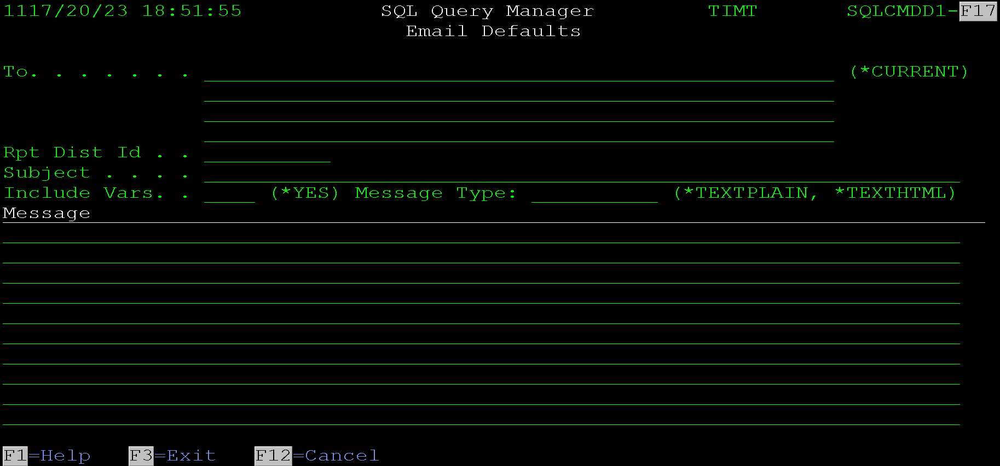 1117/20/23 18:51:55 SQL Query Manager TIMT SQLCMDD1-F17
Email Defaults
To. . . . . . . (*CURRENT)
Rpt Dist Id . .
Subject . . . .
Include Vars. . (*YES) Message Type: (*TEXTPLAIN, *TEXTHTML)
Message
F1=Help F3=Exit F12=Cancel